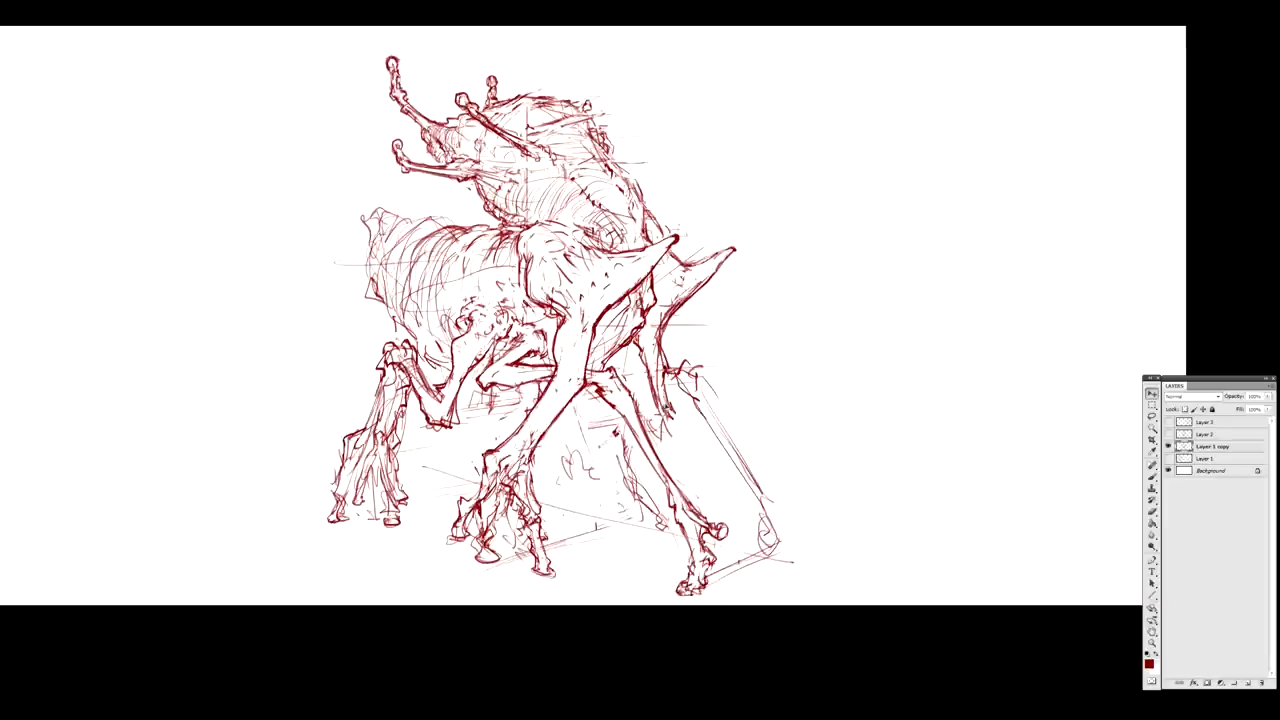 LAYERS
Normal
Opacity: 100%
Lock:
Fill: 100%
Layer 3
Layer 2
Layer 1 copy
Layer 1
Background